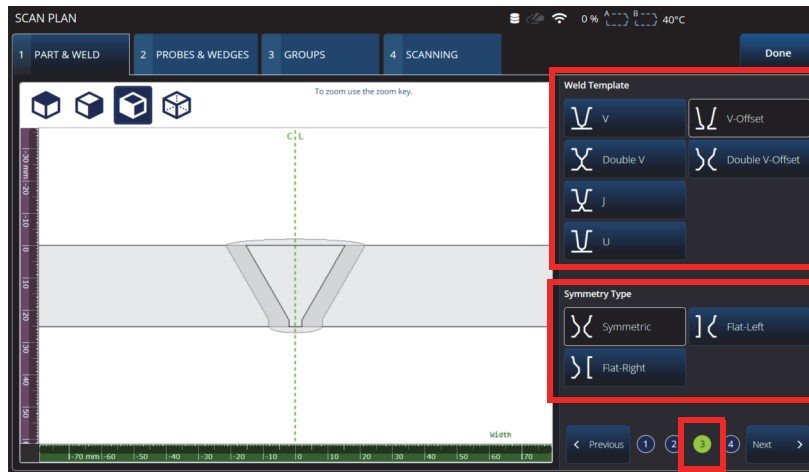 SCAN PLAN
0 % A B 40°C
1 PART & WELD
2 PROBES & WEDGES
3 GROUPS
4 SCANNING
Done
To zoom use the zoom key.
C L
|-30 mm
|-20
|-10
|0
|10
|20
|30
|40
|50
Width
|-70 mm
|-60
|-50
|-40
|-30
|-20
|-10
|0
|10
|20
|30
|40
|50
|60
|70
Weld Template
V
V-Offset
Double V
Double V-Offset
J
U
Symmetry Type
Symmetric
Flat-Left
Flat-Right
< Previous 1 2 3 4 Next >